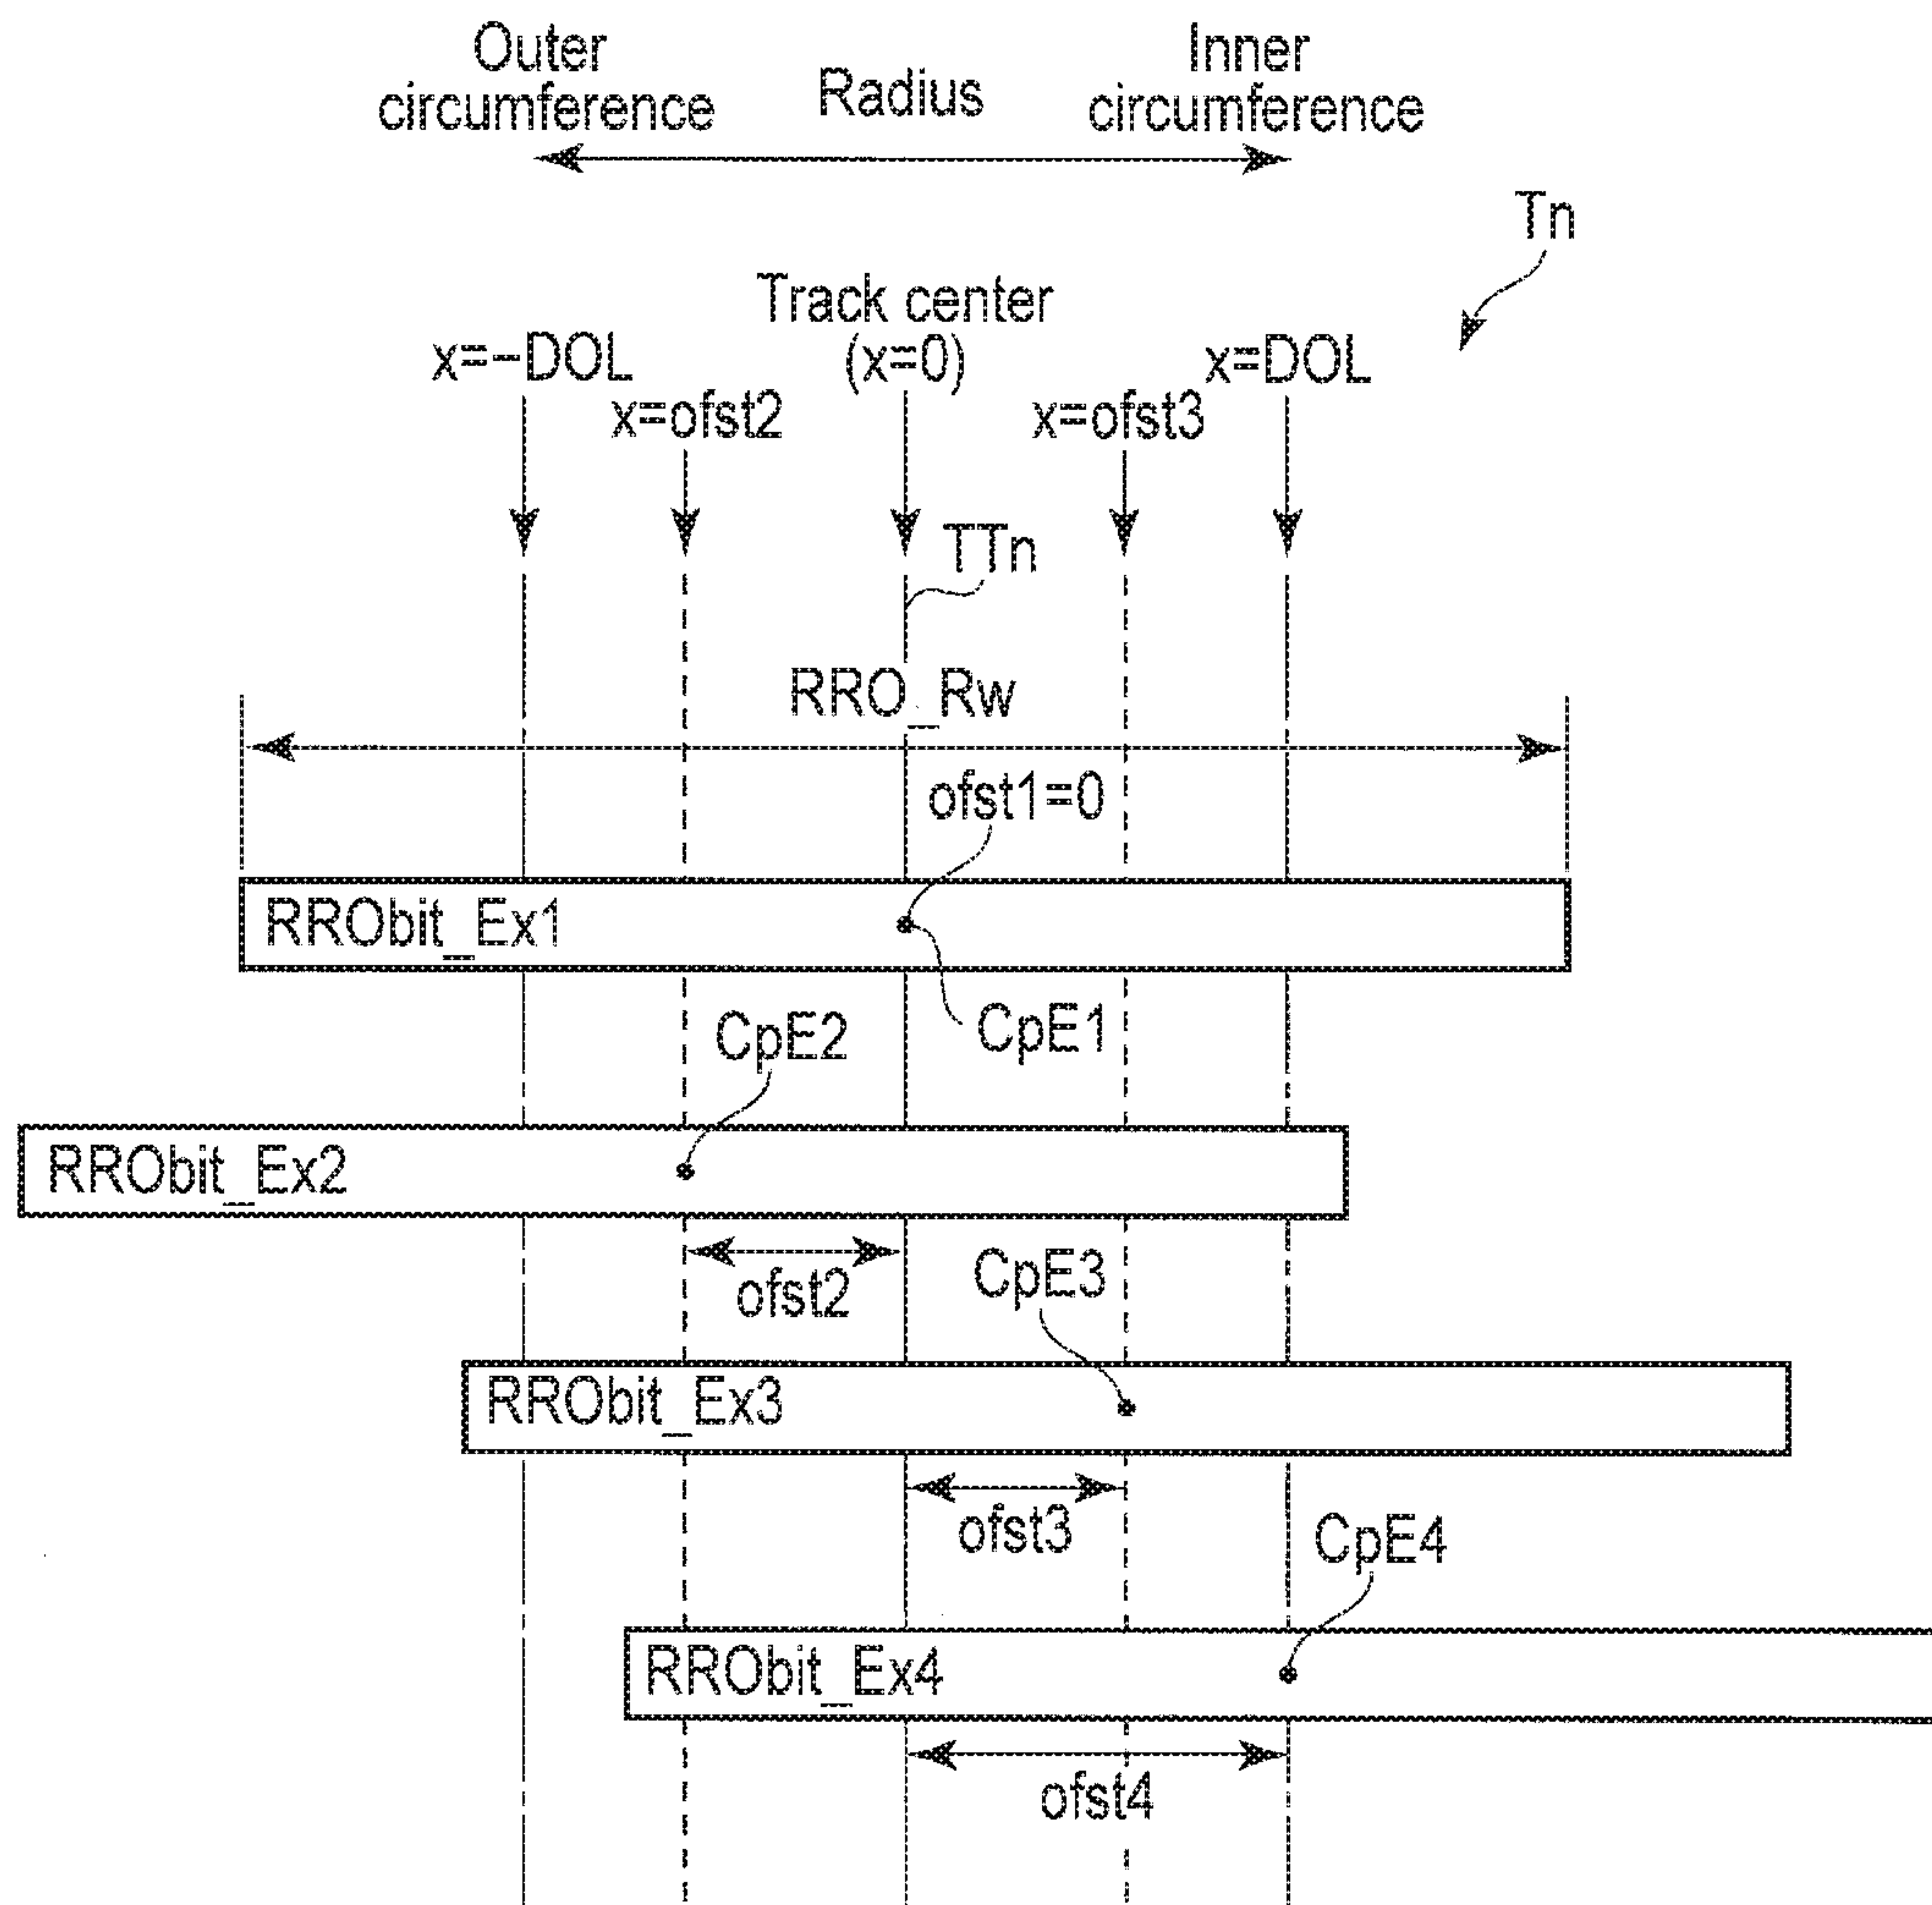 Outer
circumference
Radius
Inner
circumference
Tn
Track center
(x=0)
x=-DOL
x=DOL
x=ofst2
x=ofst3
TTn
RRO_Rw
ofst1=0
RRObit_Ex1
CpE1
CpE2
RRObit_Ex2
ofst2
CpE3
RRObit_Ex3
ofst3
CpE4
RRObit_Ex4
ofst4